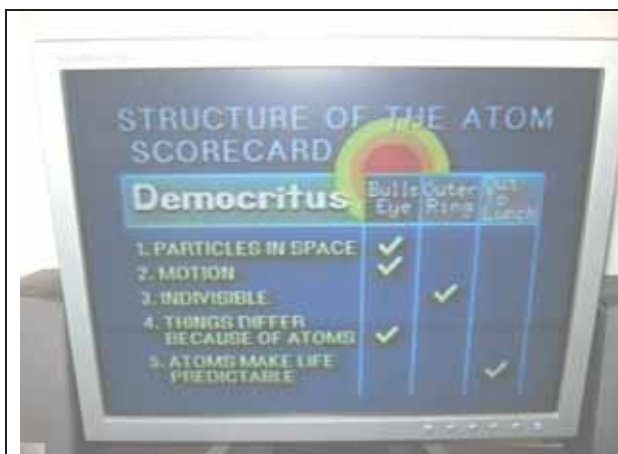 STRUCTURE OF THE ATOM
SCORECARD
Democritus
Bulls Eye
Outer Ring
Out To Lunch
1. PARTICLES IN SPACE
2. MOTION
3. INDIVISIBLE
4. THINGS DIFFER
BECAUSE OF ATOMS
5. ATOMS MAKE LIFE
PREDICTABLE